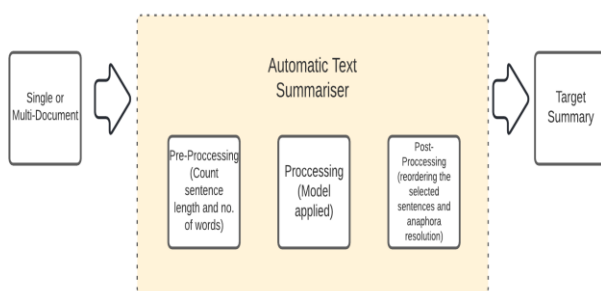 Single or
Multi-Document
Automatic Text
Summariser
Pre-Proccessing
(Count
sentence
length and no.
of words)
Proccessing
(Model
applied)
Post-
Proccessing
(reordering the
selected
sentences and
anaphora
resolution)
Target
Summary